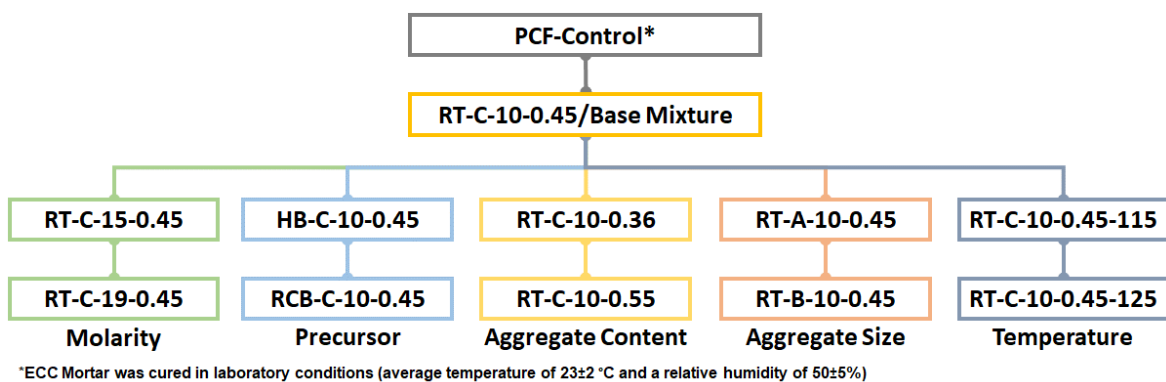 PCF-Control*
RT-C-10-0.45/Base Mixture
RT-C-15-0.45
HB-C-10-0.45
RT-C-10-0.36
RT-A-10-0.45
RT-C-10-0.45-115
RT-C-19-0.45
RCB-C-10-0.45
RT-C-10-0.55
RT-B-10-0.45
RT-C-10-0.45-125
Molarity
Precursor
Aggregate Content
Aggregate Size
Temperature
*ECC Mortar was cured in laboratory conditions (average temperature of 23±2 °C and a relative humidity of 50±5%)